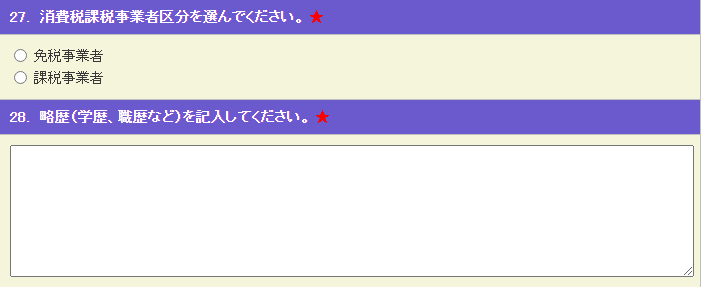 27. 消費税課税事業者区分を選んでください。★
免税事業者
課税事業者
28. 略歴(学歴、職歴など)を記入してください。★